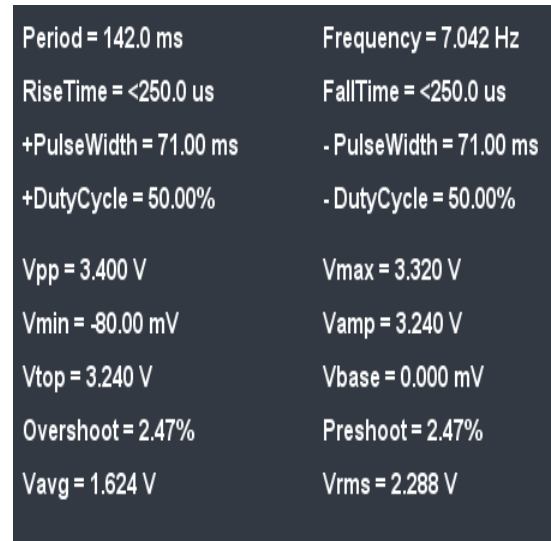 Period = 142.0 ms Frequency = 7.042 Hz
RiseTime = <250.0 us FallTime = <250.0 us
+PulseWidth = 71.00 ms - PulseWidth = 71.00 ms
+DutyCycle = 50.00% - DutyCycle = 50.00%
Vpp = 3.400 V Vmax = 3.320 V
Vmin = -80.00 mV Vamp = 3.240 V
Vtop = 3.240 V Vbase = 0.000 mV
Overshoot = 2.47% Preshoot = 2.47%
Vavg = 1.624 V Vrms = 2.288 V